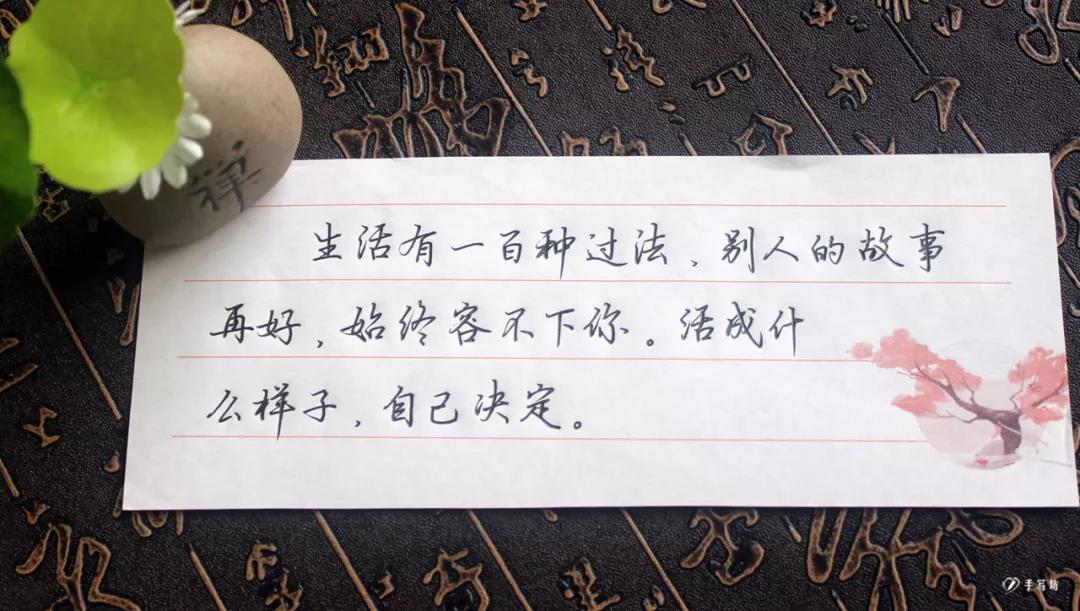 禅
生活有一百种过法，别人的故事
再好，始终容不下你。活成什
么样子，自己决定。
手写坊